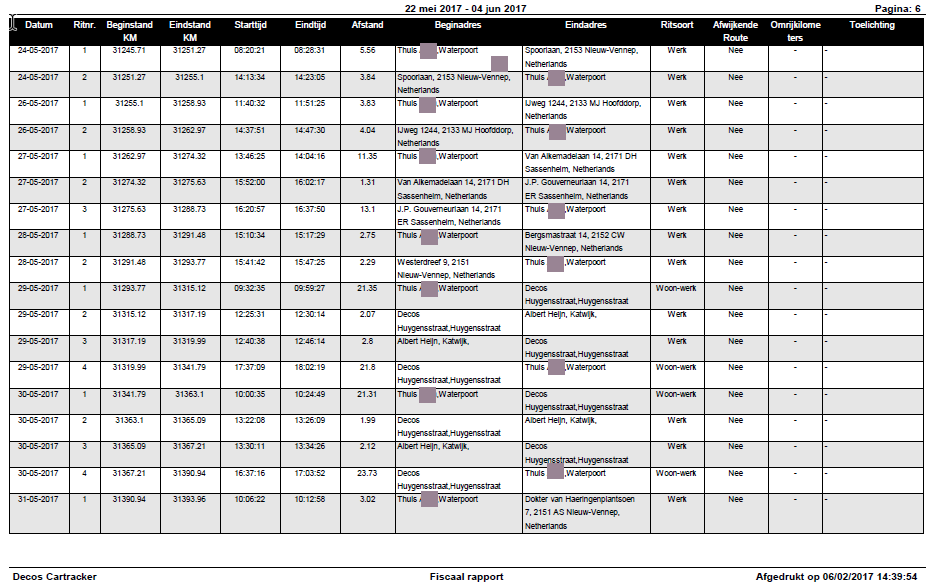 22 mei 2017 - 04 jun 2017 Pagina: 6
Datum Ritnr. Beginstand Eindstand Starttijd Eindtijd Afstand Beginadres Eindadres Ritsoort Afwijkende Omrijkilome Toelichting
KM KM Route ters
24-05-2017 1 31245.71 31251.27 08:20:21 08:28:31 5.56 Thuis ,Waterpoort Spoorlaan, 2153 Nieuw-Vennep, Werk Nee - -
Netherlands
24-05-2017 2 31251.27 31255.1 14:13:34 14:23:05 3.84 Spoorlaan, 2153 Nieuw-Vennep, Thuis ,Waterpoort Werk Nee - -
Netherlands
26-05-2017 1 31255.1 31258.93 11:40:32 11:51:25 3.83 Thuis ,Waterpoort IJweg 1244, 2133 MJ Hoofddorp, Werk Nee - -
Netherlands
26-05-2017 2 31258.93 31262.97 14:37:51 14:47:30 4.04 IJweg 1244, 2133 MJ Hoofddorp, Thuis Waterpoort Werk Nee - -
Netherlands
27-05-2017 1 31262.97 31274.32 13:46:25 14:04:16 11.35 Thuis ,Waterpoort Van Alkemadelaan 14, 2171 DH Werk Nee - -
Sassenheim, Netherlands
27-05-2017 2 31274.32 31275.63 15:52:00 16:02:17 1.31 Van Alkemadelaan 14, 2171 DH J.P. Gouverneurlaan 14, 2171 Werk Nee - -
Sassenheim, Netherlands ER Sassenheim, Netherlands
27-05-2017 3 31275.63 31288.73 16:20:57 16:37:50 13.1 J.P. Gouverneurlaan 14, 2171 Thuis ,Waterpoort Werk Nee - -
ER Sassenheim, Netherlands
28-05-2017 1 31288.73 31291.48 15:10:34 15:17:29 2.75 Thuis Waterpoort Bergsmastraat 14, 2152 CW Werk Nee - -
Nieuw-Vennep, Netherlands
28-05-2017 2 31291.48 31293.77 15:41:42 15:47:25 2.29 Westerdreef 9, 2151 Thuis ,Waterpoort Werk Nee - -
Nieuw-Vennep, Netherlands
29-05-2017 1 31293.77 31315.12 09:32:35 09:59:27 21.35 Thuis Waterpoort Decos Woon-werk Nee - -
Huygensstraat,Huygensstraat
29-05-2017 2 31315.12 31317.19 12:25:31 12:30:14 2.07 Decos Albert Heijn, Katwijk, Werk Nee - -
Huygensstraat,Huygensstraat
29-05-2017 3 31317.19 31319.99 12:40:38 12:46:14 2.8 Albert Heijn, Katwijk, Decos Werk Nee - -
Huygensstraat,Huygensstraat
29-05-2017 4 31319.99 31341.79 17:37:09 18:02:19 21.8 Decos Thuis ,Waterpoort Woon-werk Nee - -
Huygensstraat,Huygensstraat
30-05-2017 1 31341.79 31363.1 10:00:35 10:24:49 21.31 Thuis ,Waterpoort Decos Woon-werk Nee - -
Huygensstraat,Huygensstraat
30-05-2017 2 31363.1 31365.09 13:22:08 13:26:09 1.99 Decos Albert Heijn, Katwijk, Werk Nee - -
Huygensstraat,Huygensstraat
30-05-2017 3 31365.09 31367.21 13:30:11 13:34:26 2.12 Albert Heijn, Katwijk, Decos Werk Nee - -
Huygensstraat,Huygensstraat
30-05-2017 4 31367.21 31390.94 16:37:16 17:03:52 23.73 Decos Thuis ,Waterpoort Woon-werk Nee - -
Huygensstraat,Huygensstraat
31-05-2017 1 31390.94 31393.96 10:06:22 10:12:58 3.02 Thuis Waterpoort Dokter van Haeringenplantsoen Werk Nee - -
7, 2151 AS Nieuw-Vennep,
Netherlands
Decos Cartracker Fiscaal rapport Afgedrukt op 06/02/2017 14:39:54